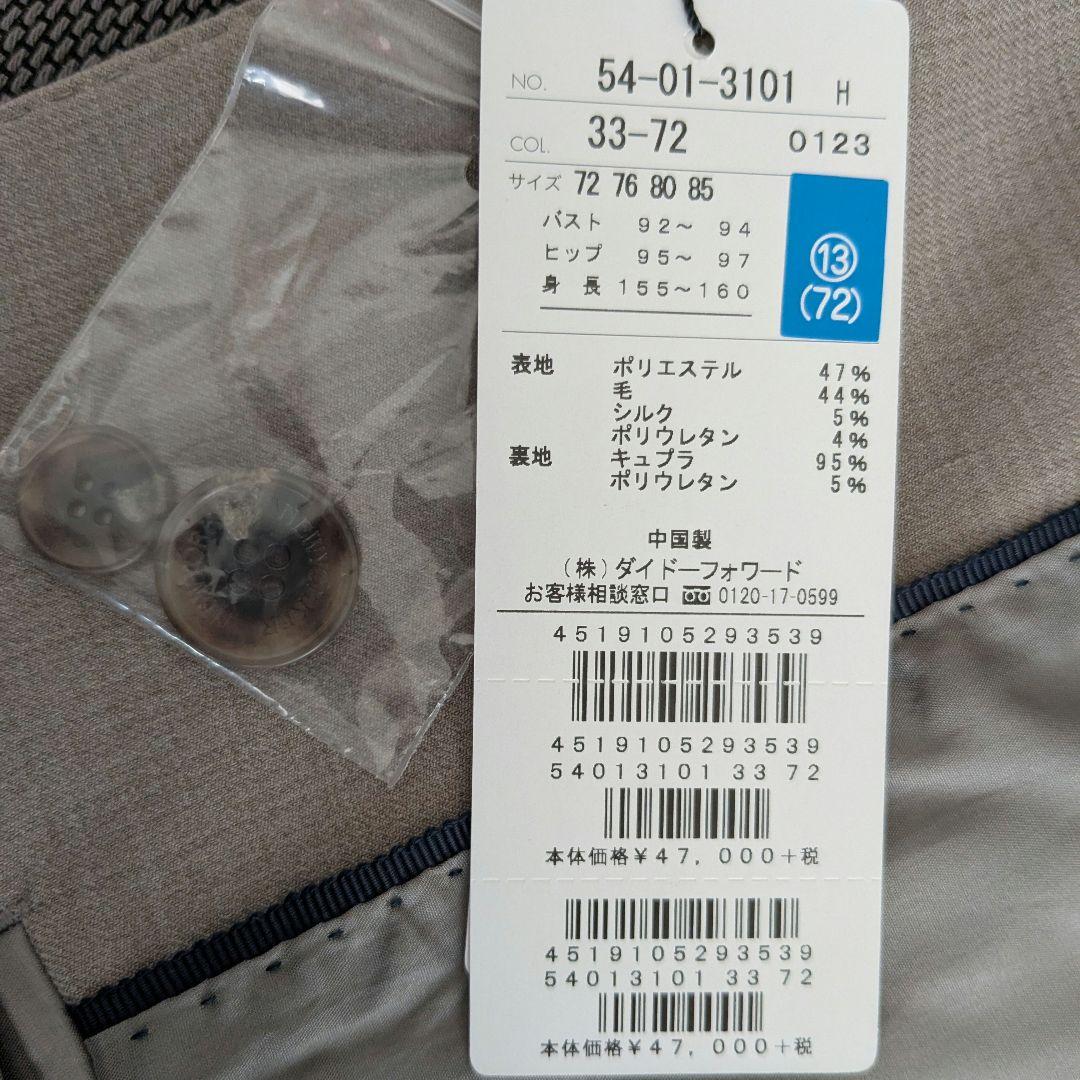 NO. 54-01-3101 H
COL. 33-72 0123
サイズ 72 76 80 85
バスト 92～ 94
ヒップ 95～ 97
身 長 155～160
⑬
(72)
表地 ポリエステル 47%
毛 44%
シルク 5%
ポリウレタン 4%
裏地 キュプラ 95%
ポリウレタン 5%
中国製
(株)ダイドーフォワード
お客様相談窓口 0120-17-0599
4519105293539
4519105293539
54013101 33 72
本体価格¥47,000+税
4519105293539
54013101 33 72
本体価格¥47,000+税